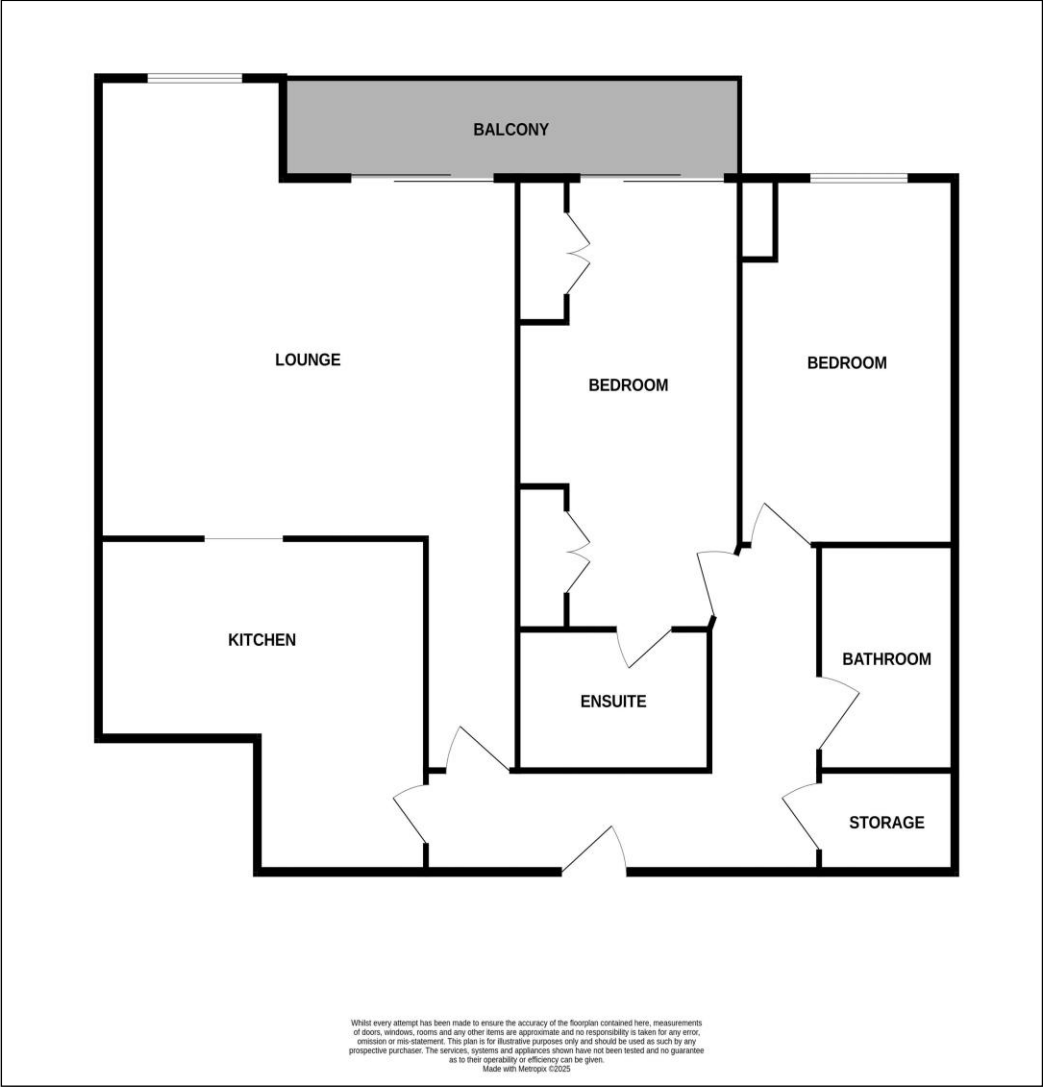 BALCONY
LOUNGE
BEDROOM
BEDROOM
KITCHEN
ENSUITE
BATHROOM
STORAGE
Whilst every attempt has been made to ensure the accuracy of the floorplan contained here, measurements
of doors, windows, rooms and any other items are approximate and no responsibility is taken for any error,
omission or mis-statement. This plan is for illustrative purposes only and should be used as such by any
prospective purchaser. The services, systems and appliances shown have not been tested and no guarantee
as to their operability or efficiency can be given.
Made with Metropix ©2025